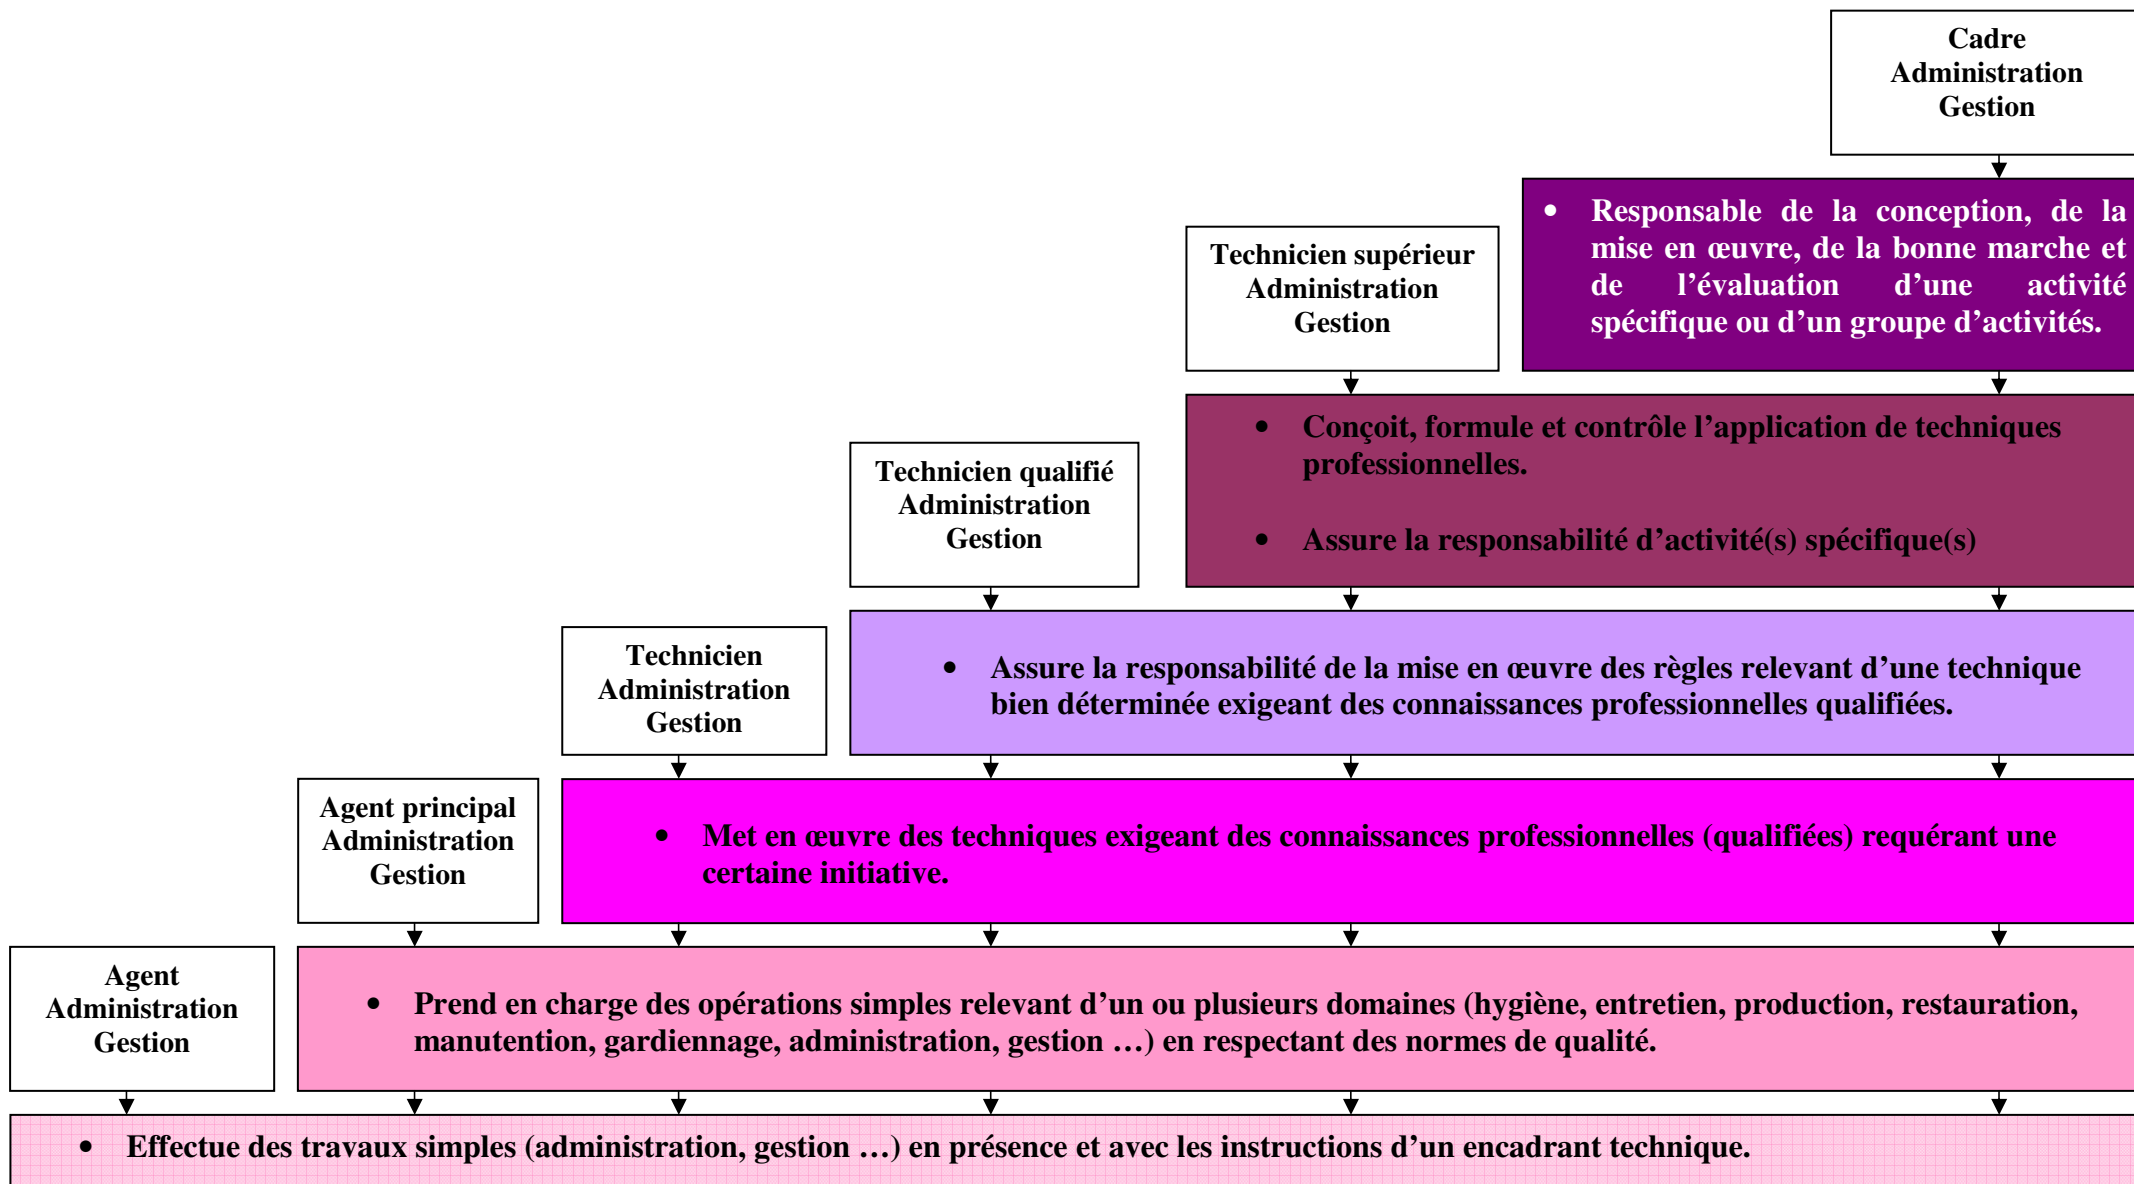 Cadre
Administration
Gestion
• Responsable de la conception, de la
mise en œuvre, de la bonne marche et
de l’évaluation d’une activité
spécifique ou d’un groupe d’activités.
Technicien supérieur
Administration
Gestion
• Conçoit, formule et contrôle l’application de techniques
professionnelles.
• Assure la responsabilité d’activité(s) spécifique(s)
Technicien qualifié
Administration
Gestion
• Assure la responsabilité de la mise en œuvre des règles relevant d’une technique
bien déterminée exigeant des connaissances professionnelles qualifiées.
Technicien
Administration
Gestion
• Met en œuvre des techniques exigeant des connaissances professionnelles (qualifiées) requérant une
certaine initiative.
Agent principal
Administration
Gestion
• Prend en charge des opérations simples relevant d’un ou plusieurs domaines (hygiène, entretien, production, restauration,
manutention, gardiennage, administration, gestion …) en respectant des normes de qualité.
Agent
Administration
Gestion
• Effectue des travaux simples (administration, gestion …) en présence et avec les instructions d’un encadrant technique.